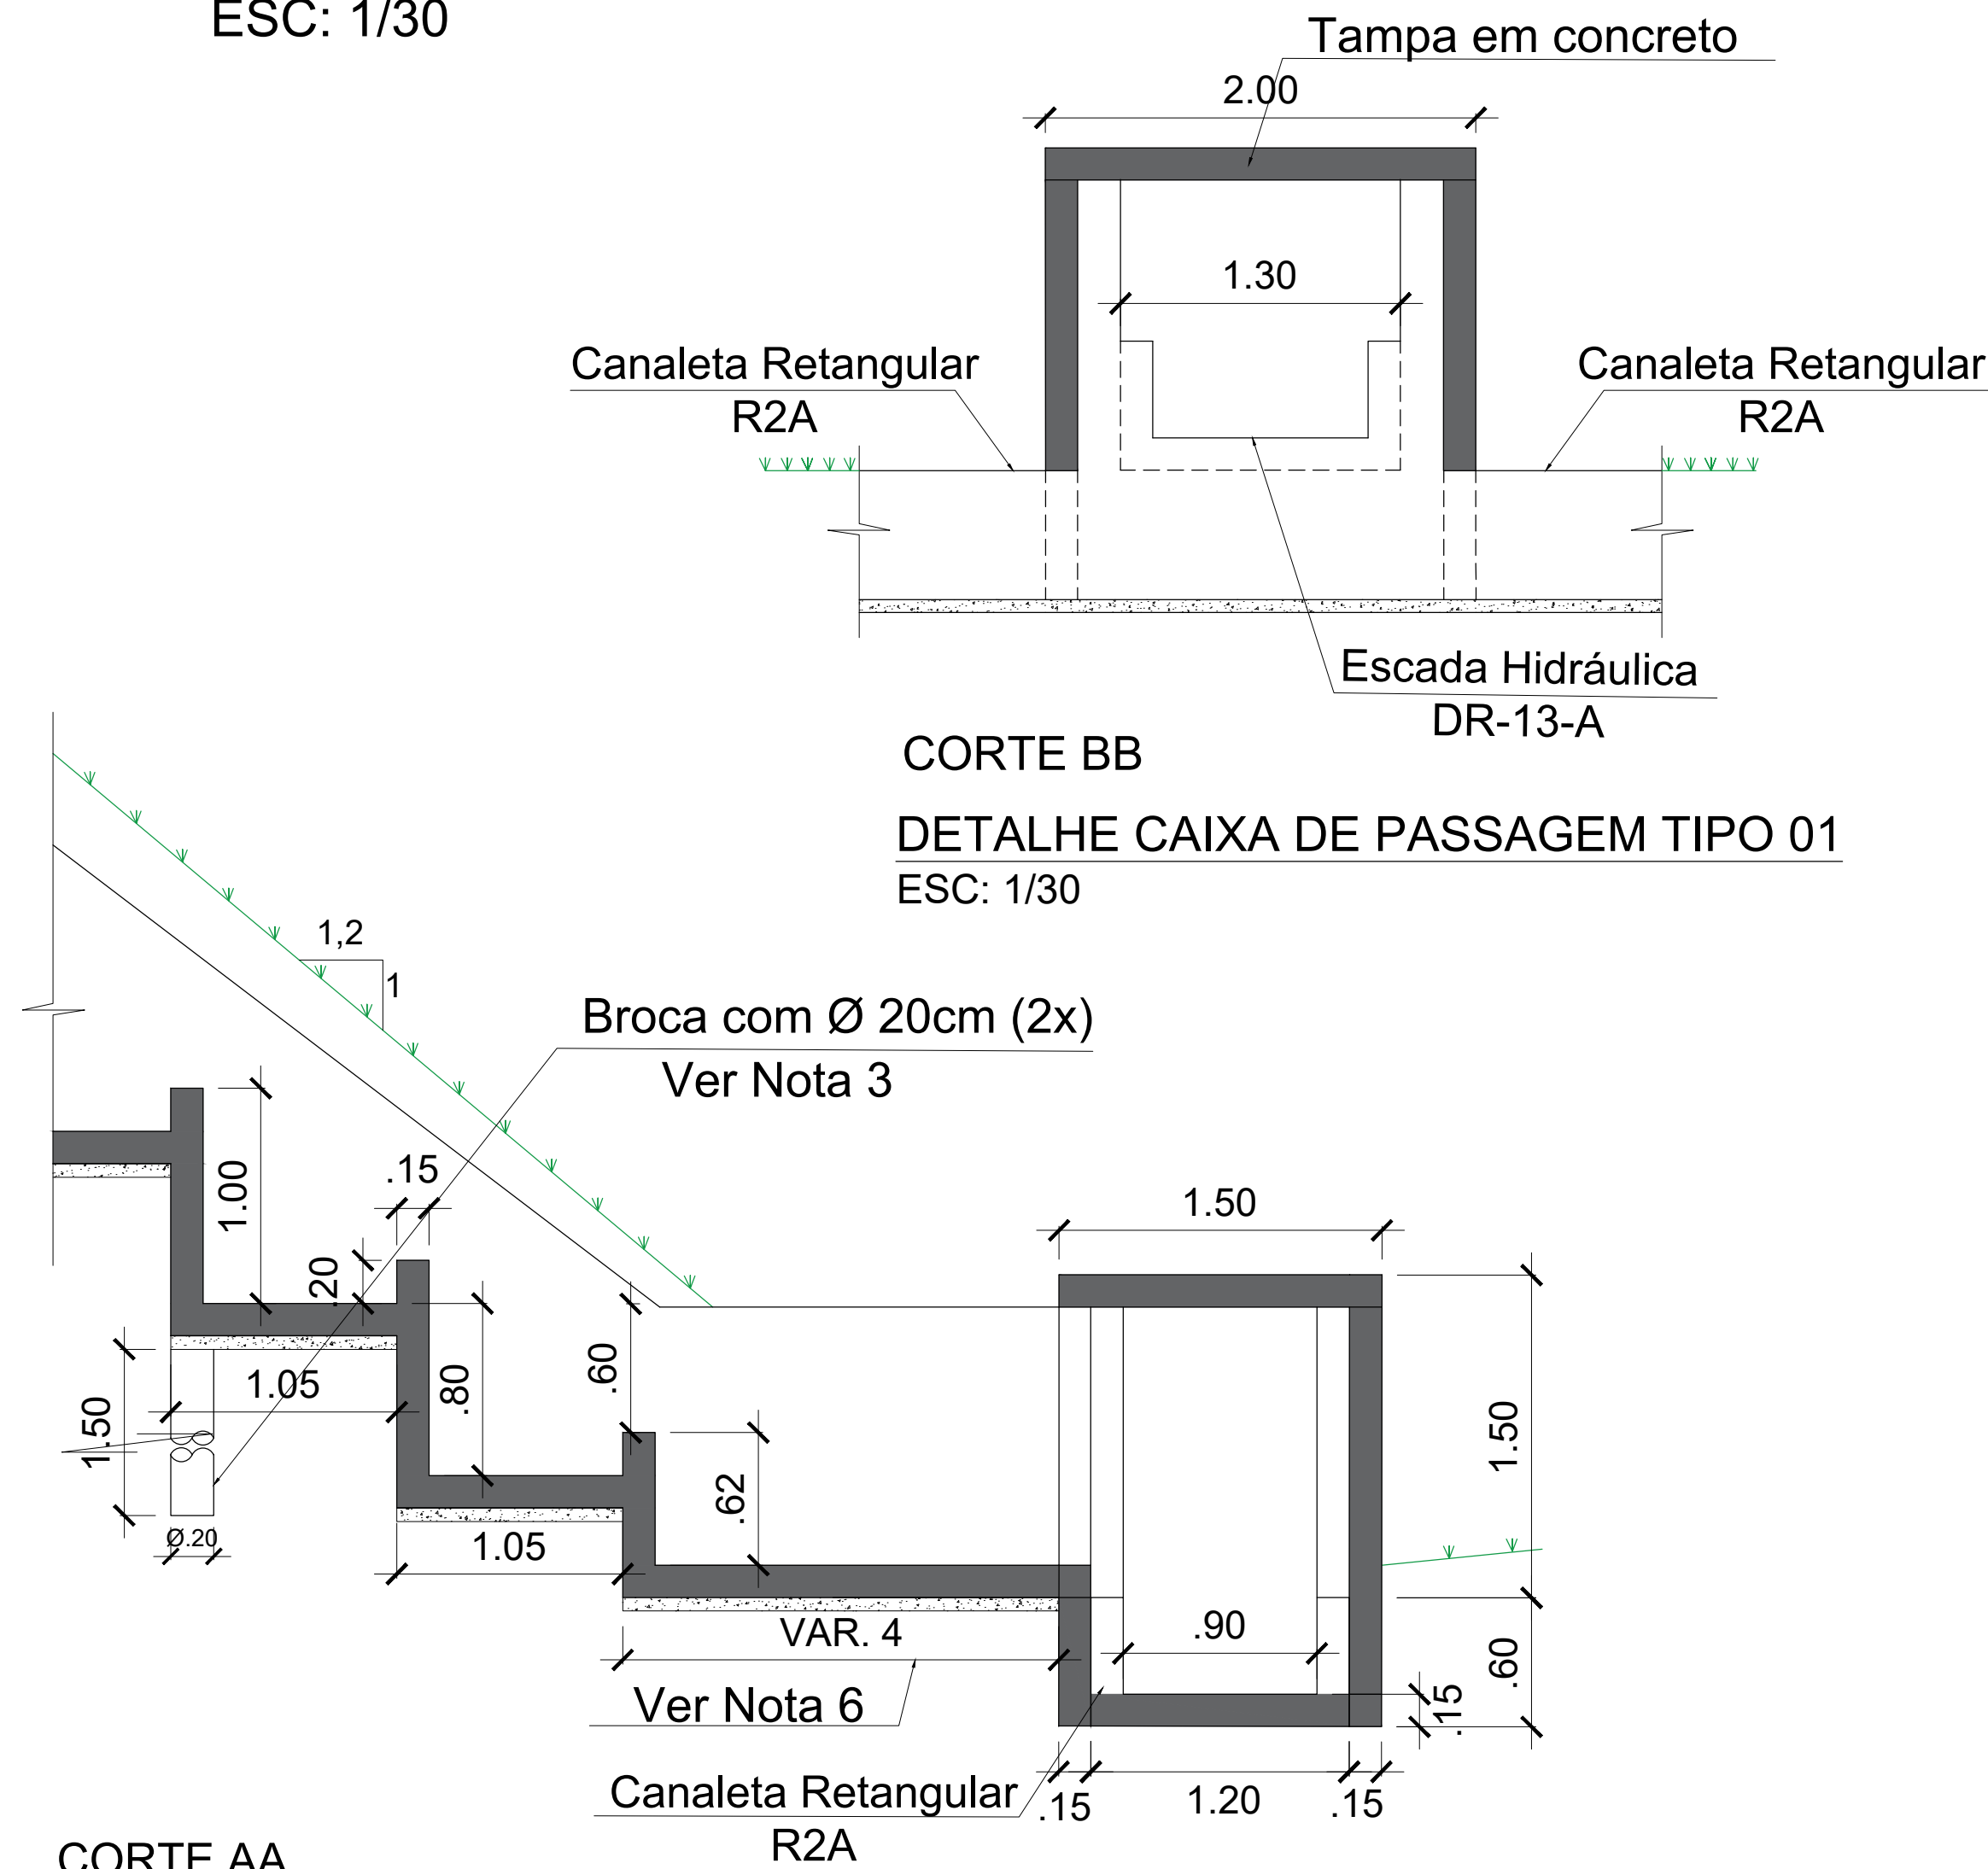 ESC: 1/30
Tampa em concreto
2.00
1.30
Canaleta Retangular
R2A
Canaleta Retangular
R2A
Escada Hidráulica
DR-13-A
CORTE BB
DETALHE CAIXA DE PASSAGEM TIPO 01
ESC: 1/30
1,2
1
Broca com Ø 20cm (2x)
Ver Nota 3
1.00
.15
.20
1.50
1.05
.80
.60
1.50
Ø.20
1.05
.62
1.50
VAR. 4
.90
.60
.15
Ver Nota 6
Canaleta Retangular
R2A
.15
1.20
.15
CORTE AA